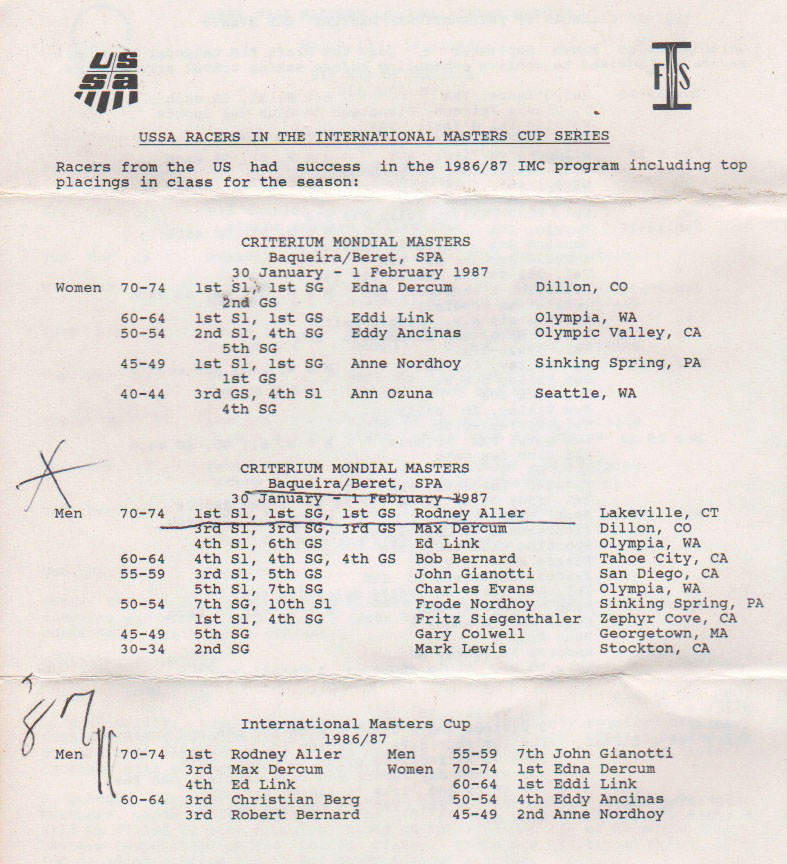 USSA
FIS
USSA RACERS IN THE INTERNATIONAL MASTERS CUP SERIES
Racers from the US had success in the 1986/87 IMC program including top
placings in class for the season:
CRITERIUM MONDIAL MASTERS
Baqueira/Beret, SPA
30 January - 1 February 1987
Women 70-74 1st Sl, 1st SG Edna Dercum Dillon, CO
2nd GS
60-64 1st Sl, 1st GS Eddi Link Olympia, WA
50-54 2nd Sl, 4th SG Eddy Ancinas Olympic Valley, CA
5th SG
45-49 1st Sl, 1st SG Anne Nordhoy Sinking Spring, PA
1st GS
40-44 3rd GS, 4th Sl Ann Ozuna Seattle, WA
4th SG
CRITERIUM MONDIAL MASTERS
Baqueira/Beret, SPA
30 January - 1 February 1987
Men 70-74 1st Sl, 1st SG, 1st GS Rodney Aller Lakeville, CT
3rd Sl, 3rd SG, 3rd GS Max Dercum Dillon, CO
4th Sl, 6th GS Ed Link Olympia, WA
60-64 4th Sl, 4th SG, 4th GS Bob Bernard Tahoe City, CA
55-59 3rd Sl, 5th GS John Gianotti San Diego, CA
5th Sl, 7th SG Charles Evans Olympia, WA
50-54 7th SG, 10th Sl Frode Nordhoy Sinking Spring, PA
1st Sl, 4th SG Fritz Siegenthaler Zephyr Cove, CA
45-49 5th SG Gary Colwell Georgetown, MA
30-34 2nd SG Mark Lewis Stockton, CA
'87
International Masters Cup
1986/87
Men 70-74 1st Rodney Aller Men 55-59 7th John Gianotti
3rd Max Dercum Women 70-74 1st Edna Dercum
4th Ed Link 60-64 1st Eddi Link
60-64 3rd Christian Berg 50-54 4th Eddy Ancinas
3rd Robert Bernard 45-49 2nd Anne Nordhoy